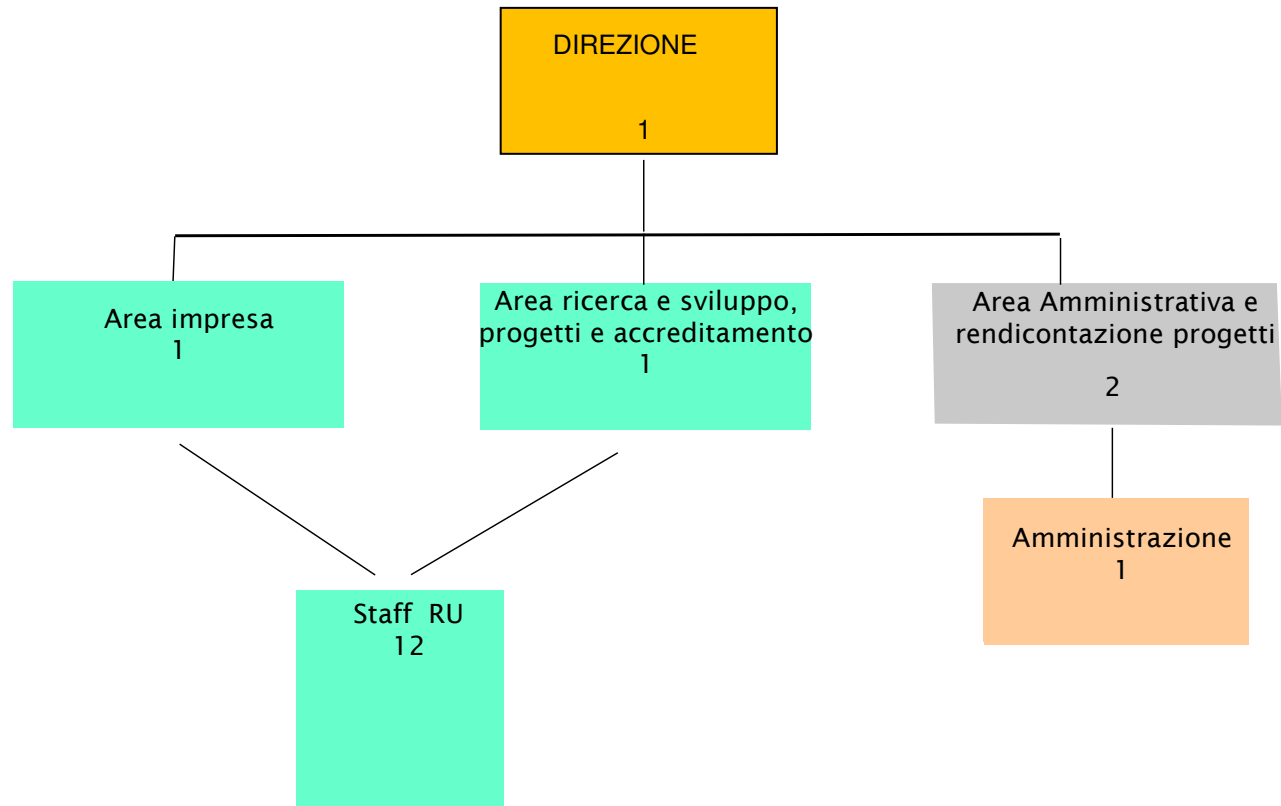 DIREZIONE
1
Area impresa
1
Area ricerca e sviluppo,
progetti e accreditamento
1
Area Amministrativa e
rendicontazione progetti
2
Amministrazione
1
Staff RU
12